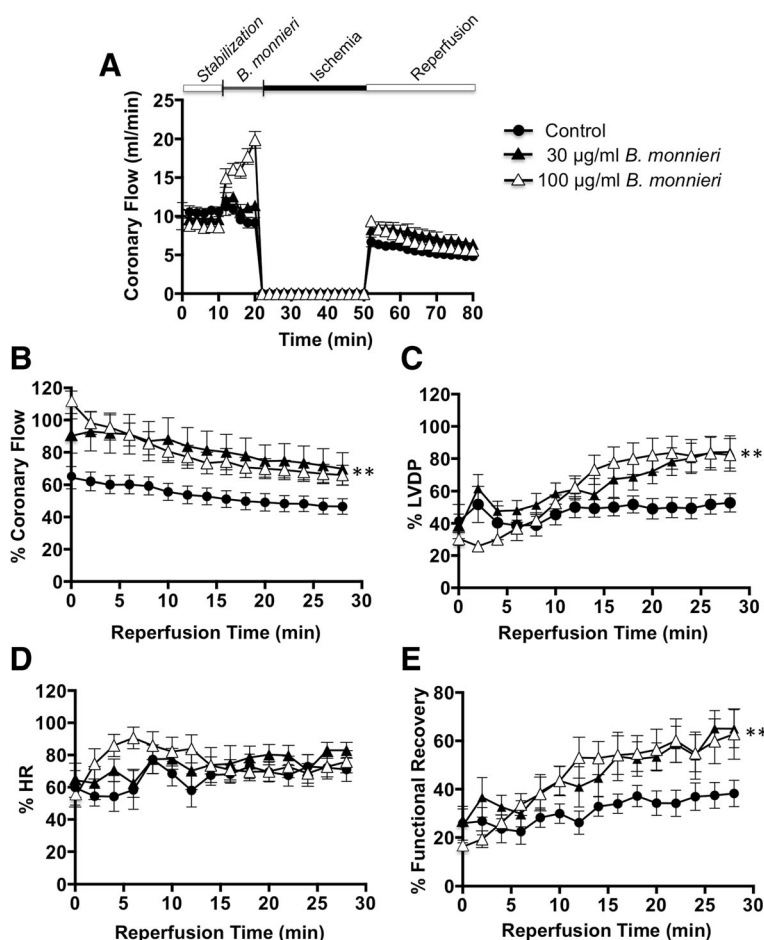 A
Stabilization
B. monnieri
Ischemia
Reperfusion
Coronary Flow (ml/min)
25
20
15
10
5
0
0 10 20 30 40 50 60 70 80
Time (min)
Control
30 µg/ml B. monnieri
100 µg/ml B. monnieri
B
% Coronary Flow
120
100
80
60
40
20
0
**
0 5 10 15 20 25 30
Reperfusion Time (min)
C
% LVDP
120
100
80
60
40
20
0
**
0 5 10 15 20 25 30
Reperfusion Time (min)
D
% HR
120
100
80
60
40
20
0
0 5 10 15 20 25 30
Reperfusion Time (min)
E
% Functional Recovery
80
60
40
20
0
**
0 5 10 15 20 25 30
Reperfusion Time (min)